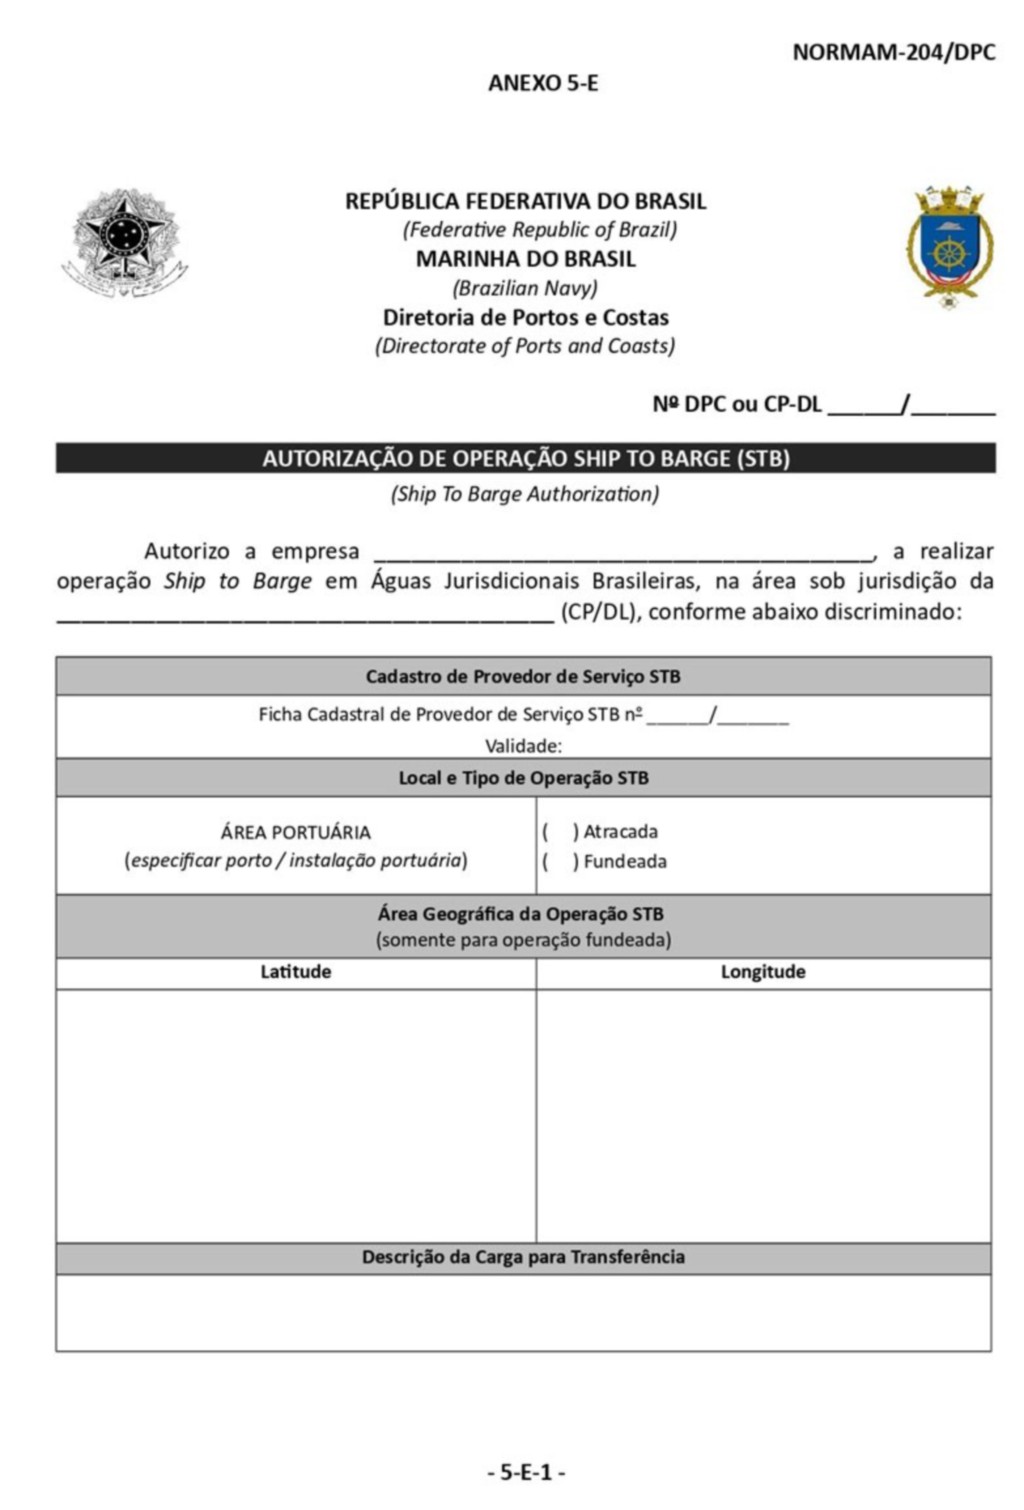 NORMAM-204/DPC
ANEXO 5-E
REPÚBLICA FEDERATIVA DO BRASIL
(Federative Republic of Brazil)
MARINHA DO BRASIL
(Brazilian Navy)
Diretoria de Portos e Costas
(Directorate of Ports and Coasts)
Nº DPC ou CP-DL ______/_______
AUTORIZAÇÃO DE OPERAÇÃO SHIP TO BARGE (STB)
(Ship To Barge Authorization)
Autorizo a empresa ________________________________________, a realizar
operação Ship to Barge em Águas Jurisdicionais Brasileiras, na área sob jurisdição da
________________________________________ (CP/DL), conforme abaixo discriminado:
Cadastro de Provedor de Serviço STB
Ficha Cadastral de Provedor de Serviço STB nº ______/_______
Validade:
Local e Tipo de Operação STB
ÁREA PORTUÁRIA
(especificar porto / instalação portuária)
( ) Atracada
( ) Fundeada
Área Geográfica da Operação STB
(somente para operação fundeada)
Latitude
Longitude
Descrição da Carga para Transferência
- 5-E-1 -